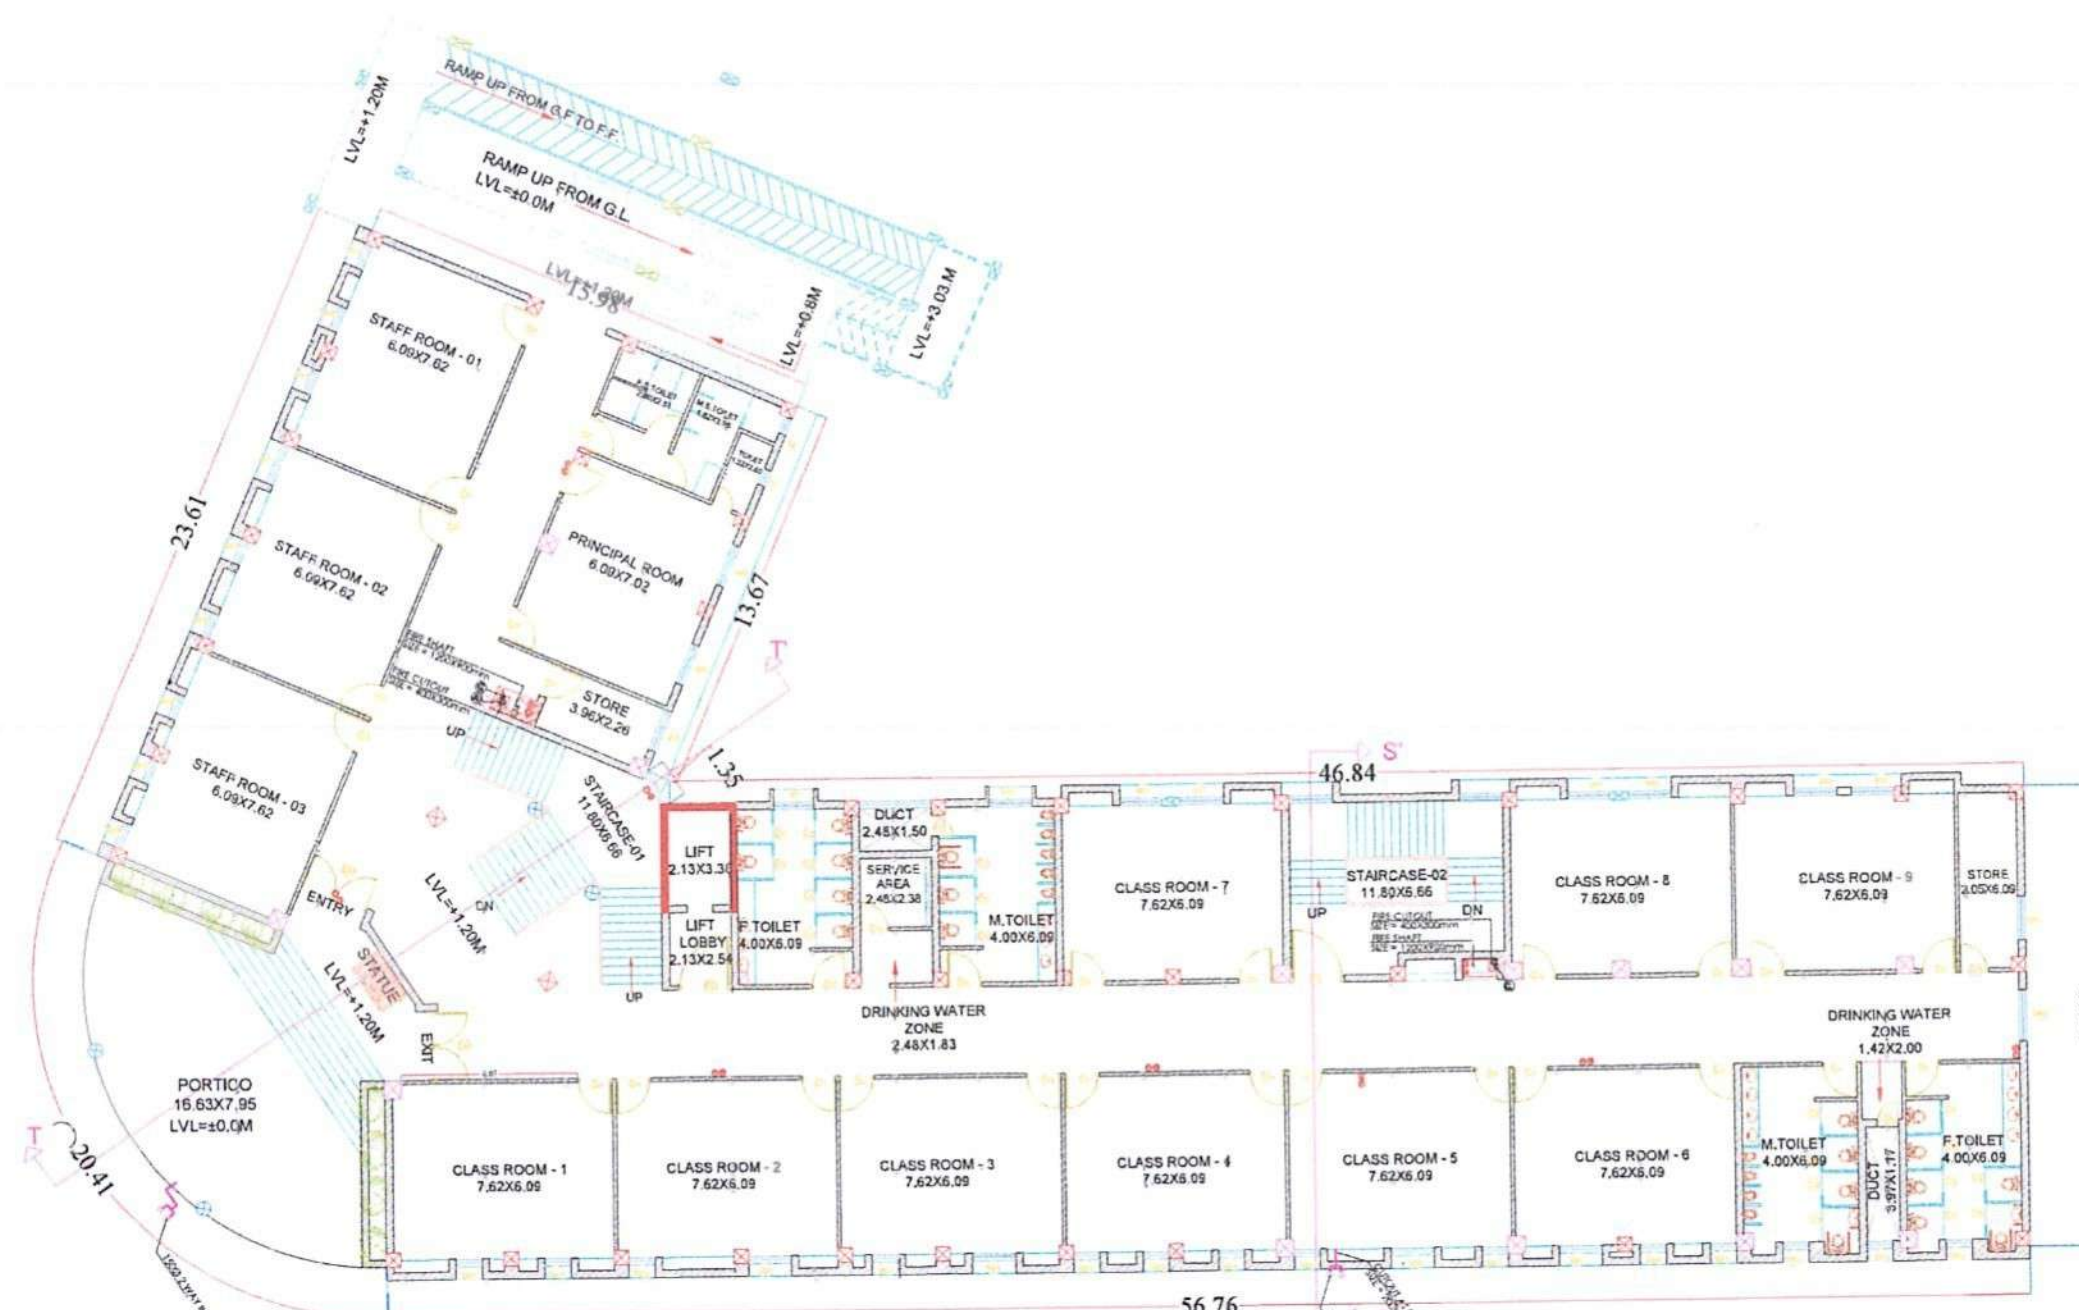 RAMP UP FROM G.F TO F.F.
LVL=+1.20M
RAMP UP FROM G.L.
LVL=±0.0M
15.98
LVL=+0.8M
LVL=+3.03.M
STAFF ROOM - 01
6.09X7.62
23.61
STAFF ROOM - 02
6.09X7.62
PRINCIPAL ROOM
6.09X7.02
13.67
T'
FIRE SHAFT
FIRE CUTOUT
STORE
3.96X2.26
UP
STAFF ROOM - 03
6.09X7.62
1.35
46.84
S'
STAIRCASE-01
11.80X6.66
ENTRY
LVL=+1.20M
DN
UP
STATUE
LVL=+1.20M
EXIT
LIFT
LIFT
LOBBY
2.13X2.54
F.TOILET
4.00X6.09
DUCT
2.48X1.50
SERVICE
AREA
2.48X2.38
M.TOILET
4.00X6.09
CLASS ROOM - 7
7.62X6.09
STAIRCASE-02
11.80X6.66
UP
DN
FIRE CUTOUT
FIRE SHAFT
CLASS ROOM - 8
7.62X6.09
CLASS ROOM - 9
7.62X6.09
STORE
2.05X6.09
DRINKING WATER
ZONE
2.48X1.83
DRINKING WATER
ZONE
1.42X2.00
PORTICO
16.63X7.95
LVL=±0.0M
T
20.41
CLASS ROOM - 1
7.62X6.09
CLASS ROOM - 2
7.62X6.09
CLASS ROOM - 3
7.62X6.09
CLASS ROOM - 4
7.62X6.09
CLASS ROOM - 5
7.62X6.09
CLASS ROOM - 6
7.62X6.09
M.TOILET
4.00X6.09
DUCT
3.97X1.17
F.TOILET
4.00X6.09
56.76